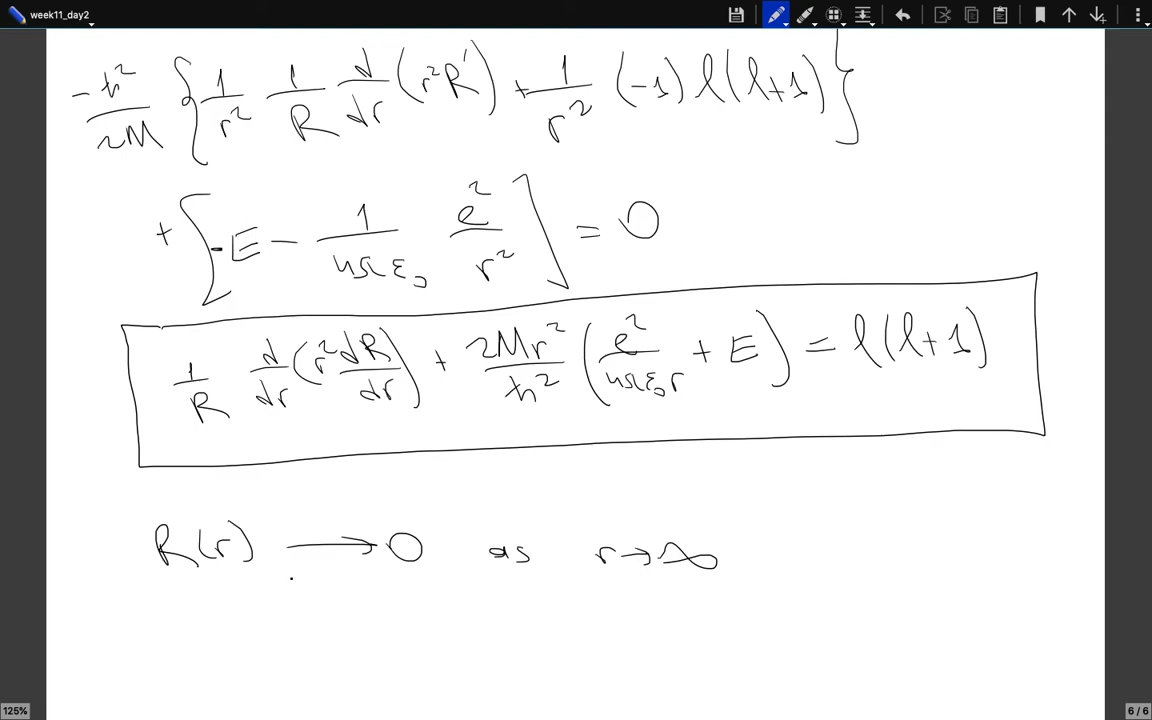 week11_day2
-ħ²/2M { 1/r² 1/R d/dr (r²R') + 1/r² (-1) l(l+1) }
+ [ -E - 1/4πε₀ e²/r² ] = 0
1/R d/dr (r² dR/dr) + 2Mr²/ħ² ( e²/4πε₀r + E ) = l(l+1)
R(r) → 0 as r → ∞
125%
6 / 6